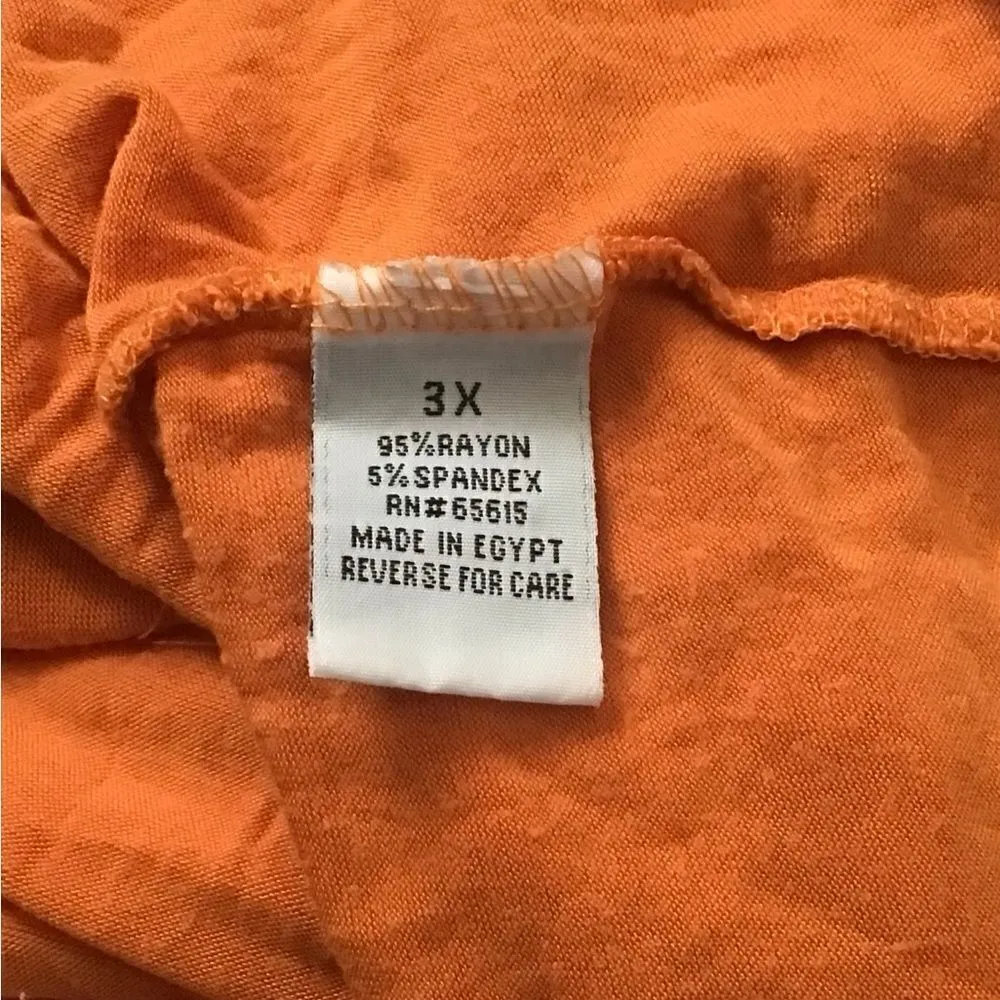 3X
95%RAYON
5%SPANDEX
RN#65615
MADE IN EGYPT
REVERSE FOR CARE